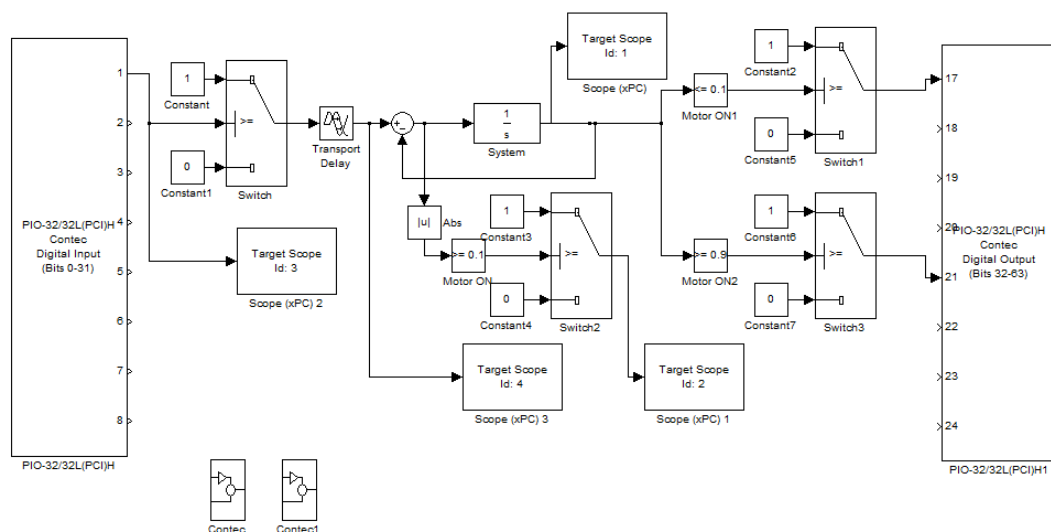 Target Scope
Id: 1
Scope (xPC)
1
Constant
>=
0
Constant1
Switch
Transport
Delay
+
−
1
s
System
<= 0.1
Motor ON1
1
Constant2
>=
0
Constant5
Switch1
1
2
3
4
5
6
7
8
PIO-32/32L(PCI)H
Contec
Digital Input
(Bits 0-31)
PIO-32/32L(PCI)H
Target Scope
Id: 3
Scope (xPC) 2
|u|
Abs
>= 0.1
Motor ON
1
Constant3
>=
0
Constant4
Switch2
>= 0.9
Motor ON2
1
Constant6
>=
0
Constant7
Switch3
17
18
19
20
21
22
23
24
PIO-32/32L(PCI)H
Contec
Digital Output
(Bits 32-63)
PIO-32/32L(PCI)H1
Target Scope
Id: 4
Scope (xPC) 3
Target Scope
Id: 2
Scope (xPC) 1
Contec
Contec1